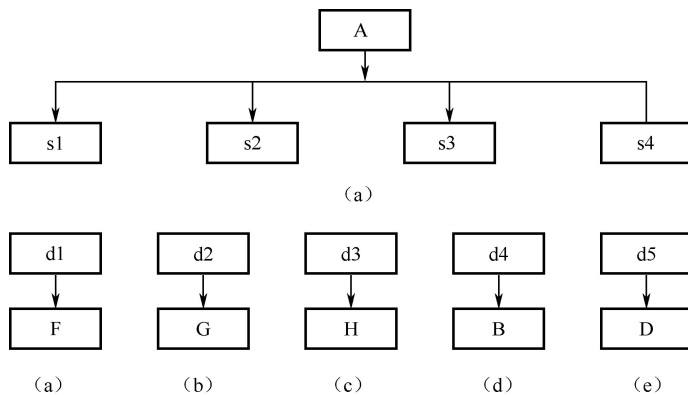 A
s1 s2 s3 s4
（a）
d1 d2 d3 d4 d5
F G H B D
（a） （b） （c） （d） （e）